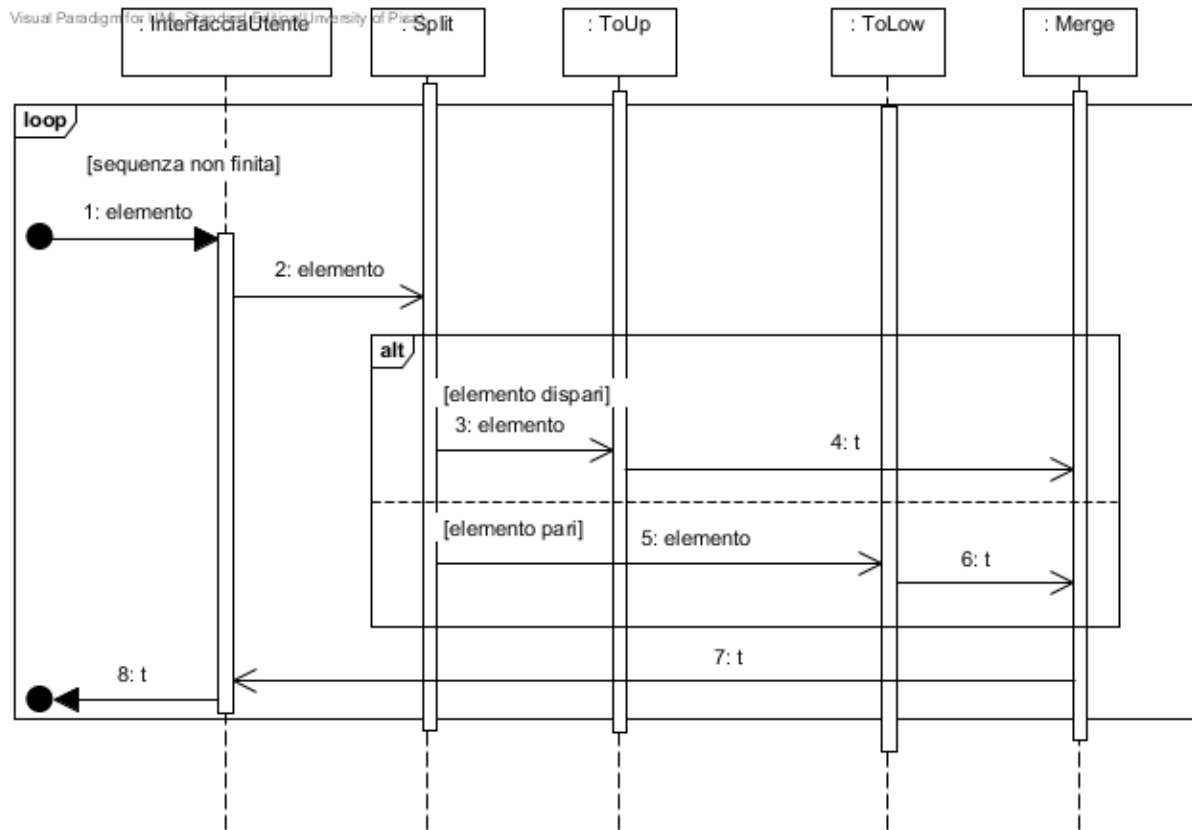 Visual Paradigm for UML Standard Edition(University of Pisa)
: InterfacciaUtente
: Split
: ToUp
: ToLow
: Merge
loop
[sequenza non finita]
1: elemento
2: elemento
alt
[elemento dispari]
3: elemento
4: t
[elemento pari]
5: elemento
6: t
7: t
8: t